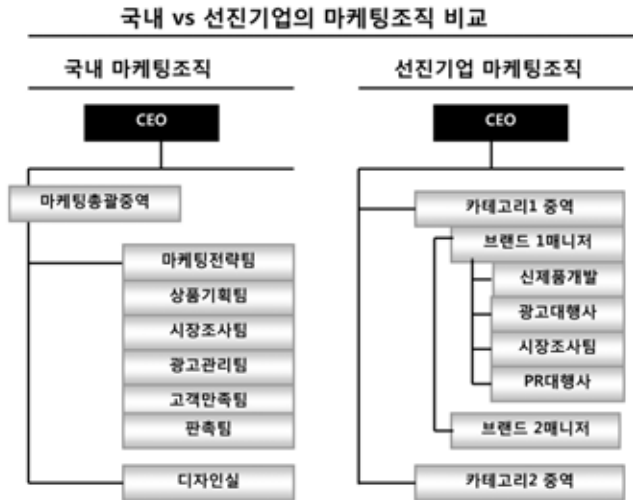 국내 vs 선진기업의 마케팅조직 비교
국내 마케팅조직
CEO
마케팅총괄중역
마케팅전략팀
상품기획팀
시장조사팀
광고관리팀
고객만족팀
판촉팀
디자인실
선진기업 마케팅조직
CEO
카테고리1 중역
브랜드 1매니저
신제품개발
광고대행사
시장조사팀
PR대행사
브랜드 2매니저
카테고리2 중역